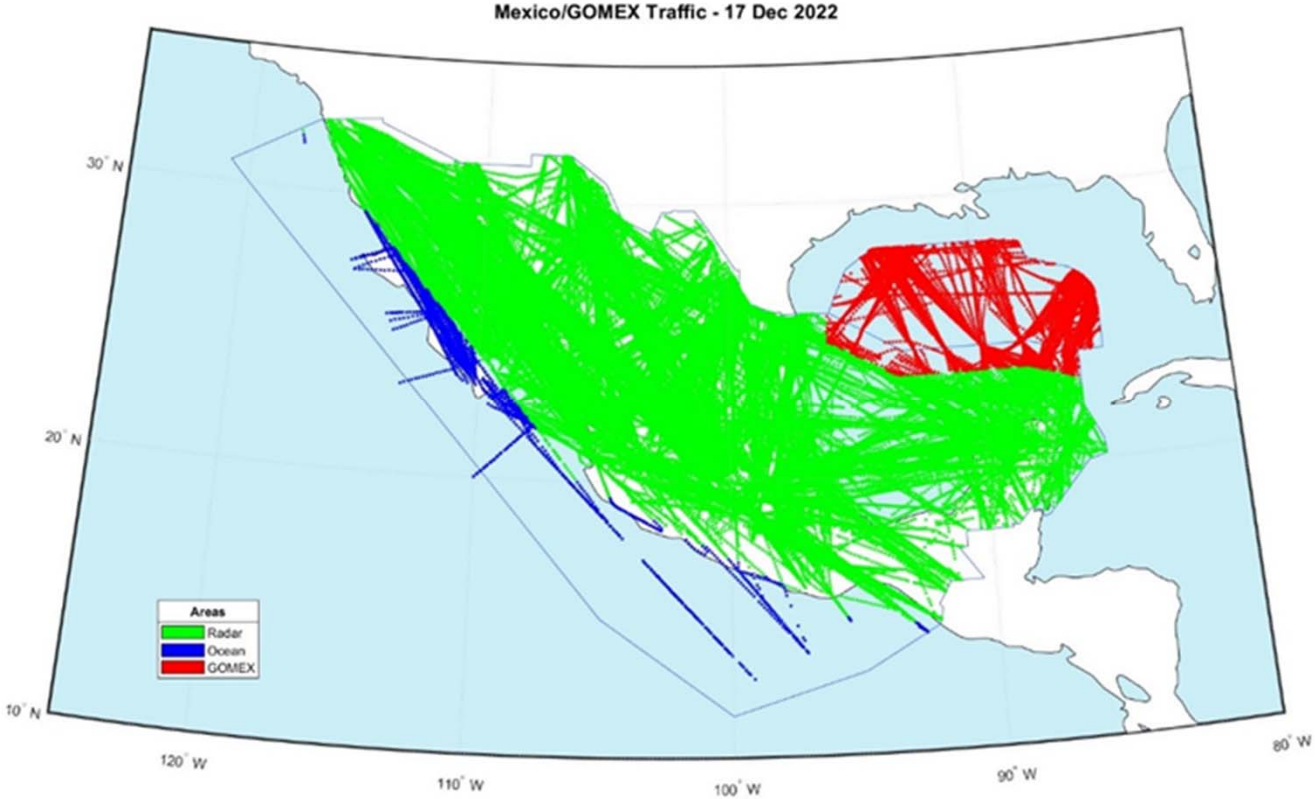 Mexico/GOMEX Traffic - 17 Dec 2022
30° N
20° N
10° N
Areas
Radar
Ocean
GOMEX
120° W
110° W
100° W
90° W
80° W